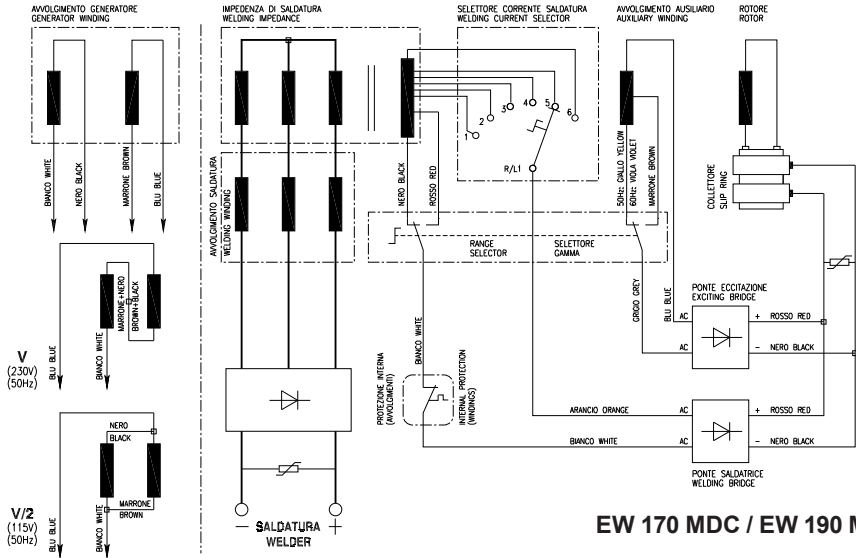 AVVOLGIMENTO GENERATORE
GENERATOR WINDING
IMPEDENZA DI SALDATURA
WELDING IMPEDANCE
SELETTORE CORRENTE SALDATURA
WELDING CURRENT SELECTOR
AVVOLGIMENTO AUSILIARIO
AUXILIARY WINDING
ROTORE
ROTOR
1
2
3
4
5
6
R/L1
BIANCO WHITE
NERO BLACK
MARRONE BROWN
BLU BLUE
AVVOLGIMENTO SALDATURA
WELDING WINDING
NERO BLACK
ROSSO RED
50Hz: GIALLO YELLOW
60Hz: VIOLA VIOLET
MARRONE BROWN
COLLETTORE
SLIP RING
RANGE
SELECTOR
SELETTORE
GAMMA
GRIGIO GREY
BLU BLUE
PONTE ECCITAZIONE
EXCITING BRIDGE
AC
+ ROSSO RED
AC
− NERO BLACK
V
(230V)
(50Hz)
BLU BLUE
BIANCO WHITE
MARRONE+NERO
BROWN+BLACK
BIANCO WHITE
PROTEZIONE INTERNA
(AVVOLGIMENTI)
INTERNAL PROTECTION
(WINDINGS)
ARANCIO ORANGE
AC
+ ROSSO RED
BIANCO WHITE
AC
− NERO BLACK
PONTE SALDATRICE
WELDING BRIDGE
V/2
(115V)
(50Hz)
BLU BLUE
BIANCO WHITE
NERO
BLACK
MARRONE
BROWN
− SALDATURA +
WELDER
EW 170 MDC / EW 190 M